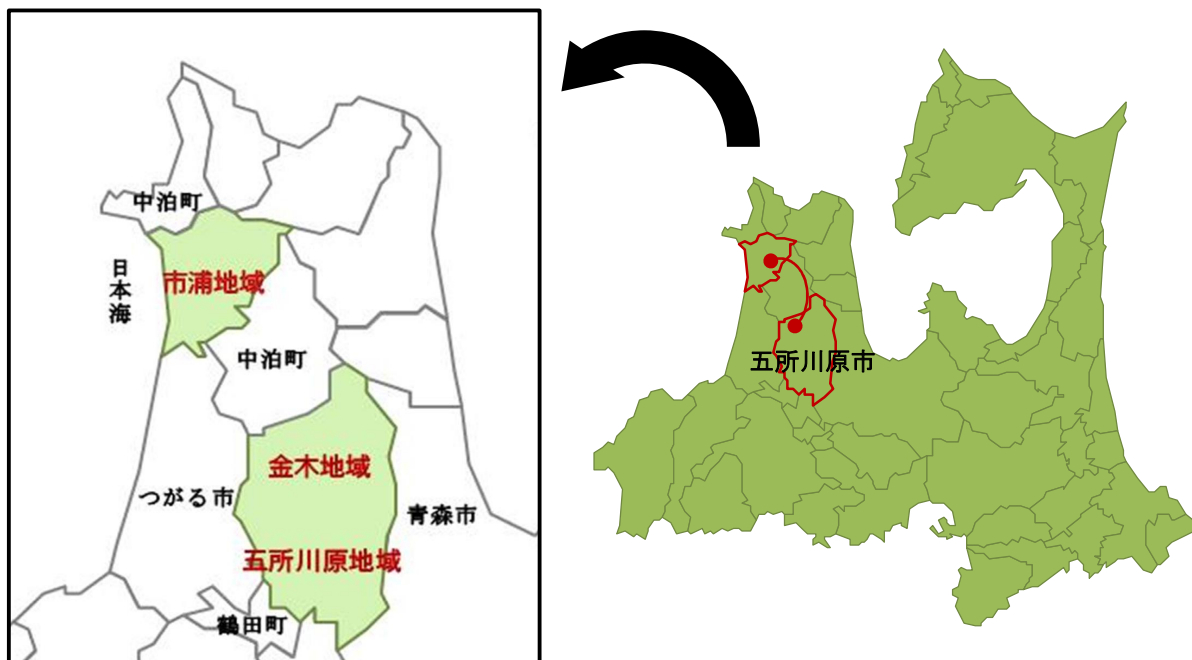 中泊町
市浦地域
日本海
中泊町
金木地域
つがる市
青森市
五所川原地域
鶴田町
五所川原市